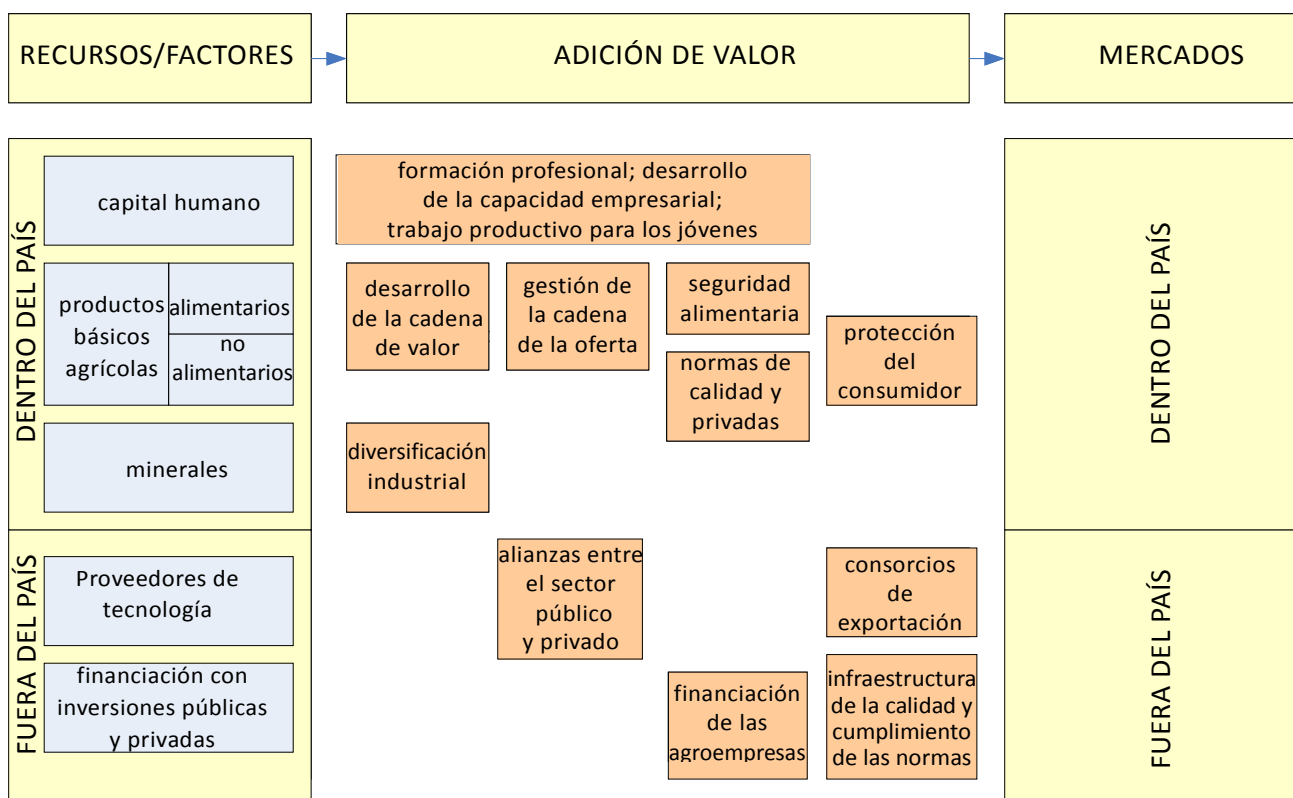 RECURSOS/FACTORES
ADICIÓN DE VALOR
MERCADOS
DENTRO DEL PAÍS
capital humano
productos
básicos
agrícolas
alimentarios
no
alimentarios
minerales
FUERA DEL PAÍS
Proveedores de
tecnología
financiación con
inversiones públicas
y privadas
formación profesional; desarrollo
de la capacidad empresarial;
trabajo productivo para los jóvenes
desarrollo
de la cadena
de valor
gestión de
la cadena
de la oferta
seguridad
alimentaria
normas de
calidad y
privadas
protección
del
consumidor
diversificación
industrial
alianzas entre
el sector
público
y privado
consorcios
de
exportación
financiación
de las
agroempresas
infraestructura
de la calidad y
cumplimiento
de las normas
DENTRO DEL PAÍS
FUERA DEL PAÍS